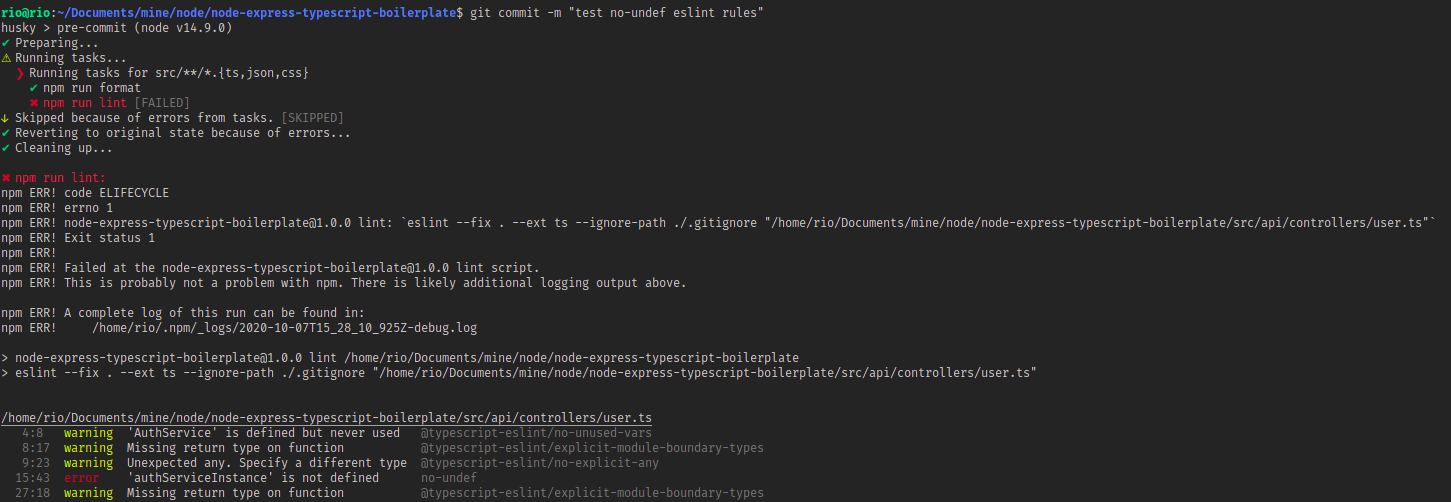 rio@rio:~/Documents/mine/node/node-express-typescript-boilerplate$ git commit -m "test no-undef eslint rules"
husky > pre-commit (node v14.9.0)
✔ Preparing...
⚠ Running tasks...
❯ Running tasks for src/**/*.{ts,json,css}
✔ npm run format
✖ npm run lint [FAILED]
↓ Skipped because of errors from tasks. [SKIPPED]
✔ Reverting to original state because of errors...
✔ Cleaning up...
✖ npm run lint:
npm ERR! code ELIFECYCLE
npm ERR! errno 1
npm ERR! node-express-typescript-boilerplate@1.0.0 lint: `eslint --fix . --ext ts --ignore-path ./.gitignore "/home/rio/Documents/mine/node/node-express-typescript-boilerplate/src/api/controllers/user.ts"`
npm ERR! Exit status 1
npm ERR!
npm ERR! Failed at the node-express-typescript-boilerplate@1.0.0 lint script.
npm ERR! This is probably not a problem with npm. There is likely additional logging output above.
npm ERR! A complete log of this run can be found in:
npm ERR!     /home/rio/.npm/_logs/2020-10-07T15_28_10_925Z-debug.log
> node-express-typescript-boilerplate@1.0.0 lint /home/rio/Documents/mine/node/node-express-typescript-boilerplate
> eslint --fix . --ext ts --ignore-path ./.gitignore "/home/rio/Documents/mine/node/node-express-typescript-boilerplate/src/api/controllers/user.ts"
/home/rio/Documents/mine/node/node-express-typescript-boilerplate/src/api/controllers/user.ts
4:8 warning 'AuthService' is defined but never used @typescript-eslint/no-unused-vars
8:17 warning Missing return type on function @typescript-eslint/explicit-module-boundary-types
9:23 warning Unexpected any. Specify a different type @typescript-eslint/no-explicit-any
15:43 error 'authServiceInstance' is not defined no-undef
27:18 warning Missing return type on function @typescript-eslint/explicit-module-boundary-types